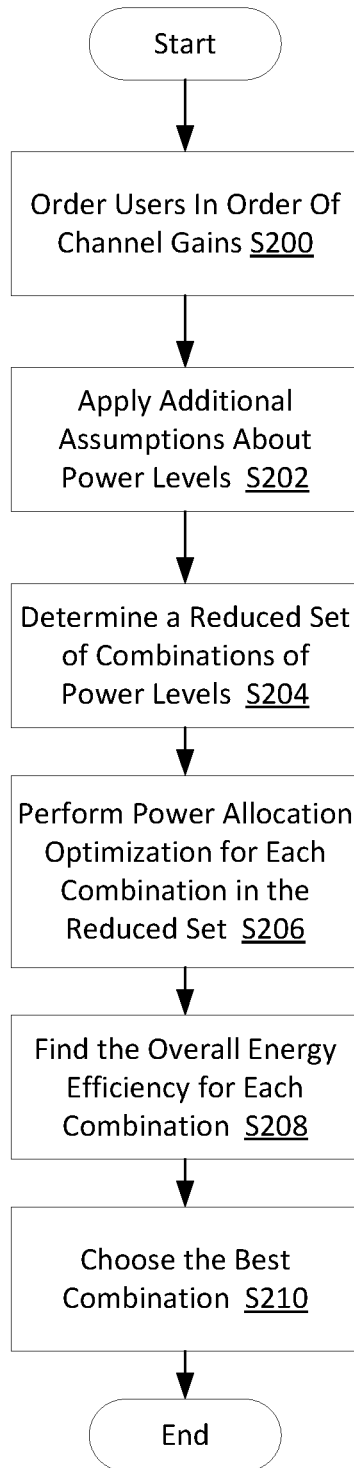 Start
Order Users In Order Of
Channel Gains S200
Apply Additional
Assumptions About
Power Levels S202
Determine a Reduced Set
of Combinations of
Power Levels S204
Perform Power Allocation
Optimization for Each
Combination in the
Reduced Set S206
Find the Overall Energy
Efficiency for Each
Combination S208
Choose the Best
Combination S210
End